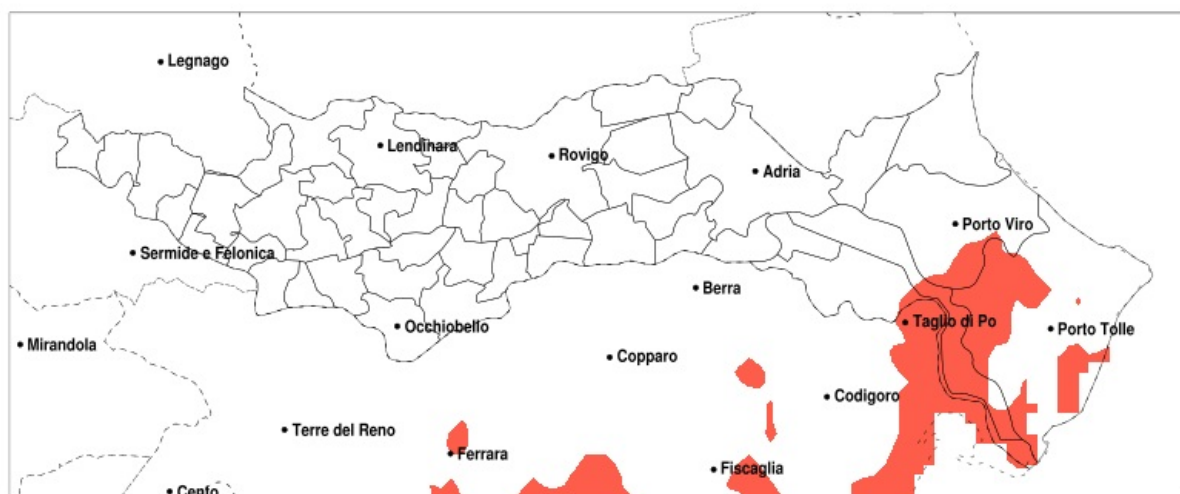 Legnago
Lendinara
Rovigo
Adria
Porto Viro
Sermide e Felonica
Berra
Taglio di Po
Occhiobello
Porto Tolle
Mirandola
Copparo
Codigoro
Terre del Reno
Ferrara
Fiscaglia
Cento